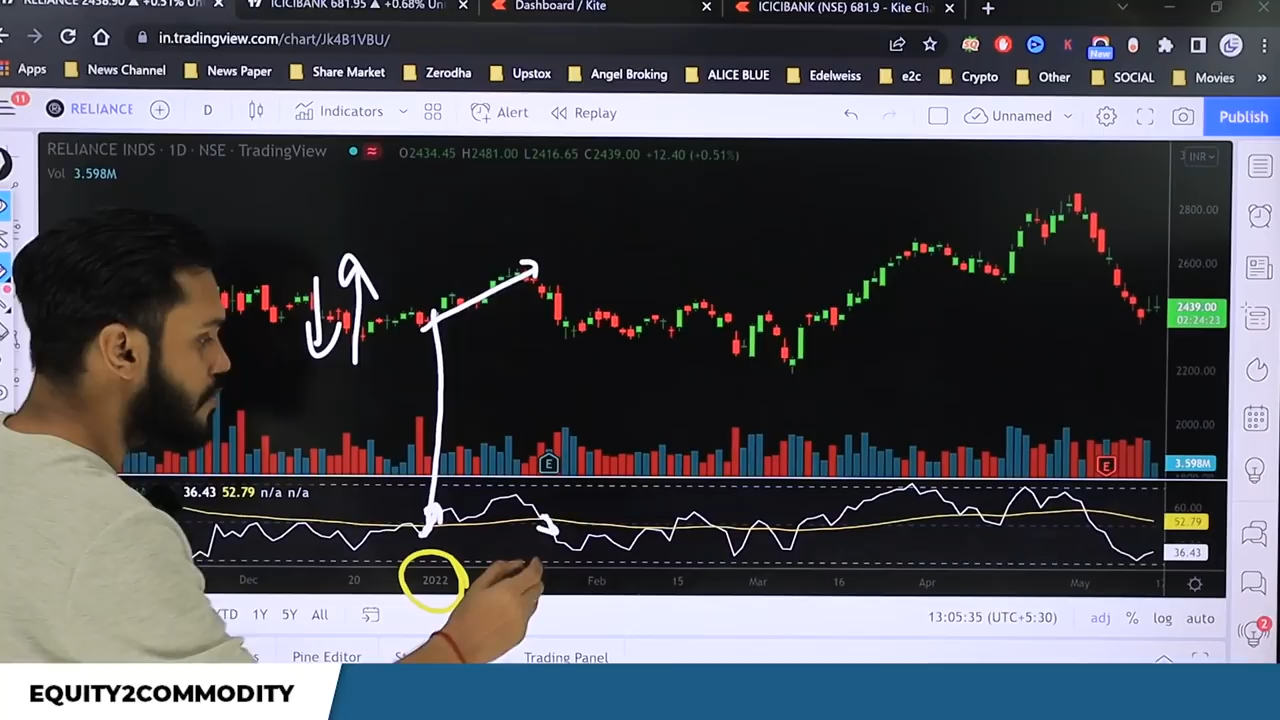 RELIANCE 2438.90 ▲ +0.51% Un
ICICIBANK 681.95 ▲ +0.68% Un
Dashboard / Kite
ICICIBANK (NSE) 681.9 - Kite Ch
in.tradingview.com/chart/Jk4B1VBU/
New
Apps
News Channel
News Paper
Share Market
Zerodha
Upstox
Angel Broking
ALICE BLUE
Edelweiss
e2c
Crypto
Other
SOCIAL
Movies
»
11
RELIANCE
D
Indicators
Alert
Replay
Unnamed
Publish
RELIANCE INDS · 1D · NSE · TradingView
O2434.45 H2481.00 L2416.65 C2439.00 +12.40 (+0.51%)
INR
Vol 3.598M
2800.00
2600.00
2439.00
02:24:23
2200.00
2000.00
E
E
3.598M
36.43 52.79 n/a n/a
60.00
52.79
36.43
Dec
20
2022
Feb
15
Mar
16
Apr
May
YTD 1Y 5Y All
13:05:35 (UTC+5:30)
adj % log auto
2
Pine Editor
Trading Panel
EQUITY2COMMODITY